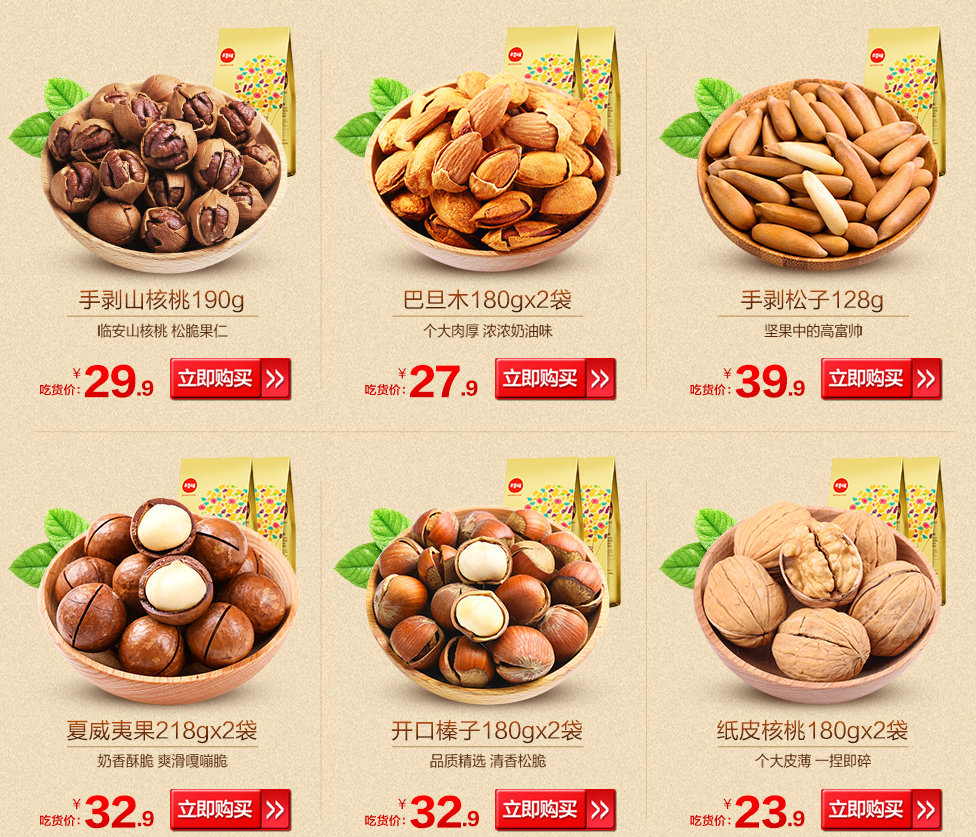 手剥山核桃190g
临安山核桃 松脆果仁
吃货价: ¥29.9 立即购买
巴旦木180gx2袋
个大肉厚 浓浓奶油味
吃货价: ¥27.9 立即购买
手剥松子128g
坚果中的高富帅
吃货价: ¥39.9 立即购买
夏威夷果218gx2袋
奶香酥脆 爽滑嘎嘣脆
吃货价: ¥32.9 立即购买
开口榛子180gx2袋
品质精选 清香松脆
吃货价: ¥32.9 立即购买
纸皮核桃180gx2袋
个大皮薄 一捏即碎
吃货价: ¥23.9 立即购买